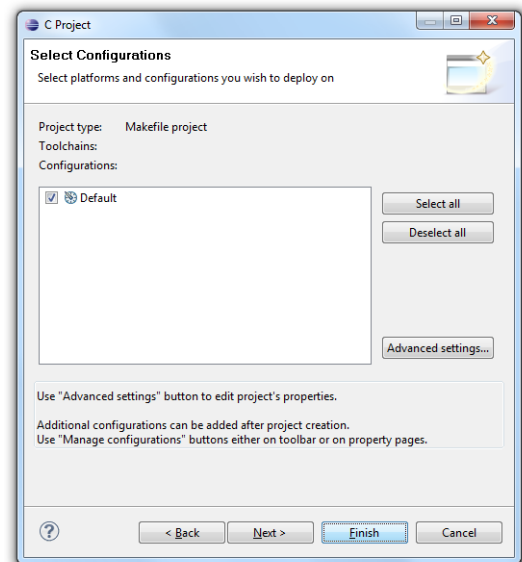 C Project
Select Configurations
Select platforms and configurations you wish to deploy on
Project type: Makefile project
Toolchains:
Configurations:
Default
Select all
Deselect all
Advanced settings...
Use "Advanced settings" button to edit project's properties.
Additional configurations can be added after project creation.
Use "Manage configurations" buttons either on toolbar or on property pages.
?
< Back
Next >
Finish
Cancel